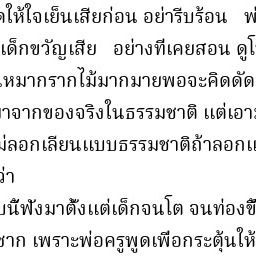 ให้ใจเย็นเสียก่อน อย่ารีบร้อน พ่
เด็กขวัญเสีย อย่างที่เคยสอน ดูโ
หมากรากไม้มากมายพอจะคิดดัด
าจากของจริงในธรรมชาติ แต่เอา
ม่ลอกเลียนแบบธรรมชาติถ้าลอกแ
ว่า
บนี้ฟังมาตั้งแต่เด็กจนโต จนท่องขึ้
ชาก เพราะพ่อครูพูดเพื่อกระตุ้นให้